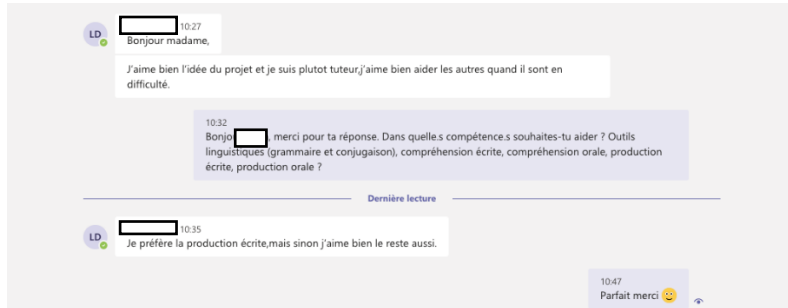 LD
10:27
Bonjour madame,
J'aime bien l'idée du projet et je suis plutot tuteur,j'aime bien aider les autres quand il sont en
difficulté.
10:32
Bonjo , merci pour ta réponse. Dans quelle.s compétence.s souhaites-tu aider ? Outils
linguistiques (grammaire et conjugaison), compréhension écrite, compréhension orale, production
écrite, production orale ?
Dernière lecture
LD
10:35
Je préfère la production écrite,mais sinon j'aime bien le reste aussi.
10:47
Parfait merci 🙂